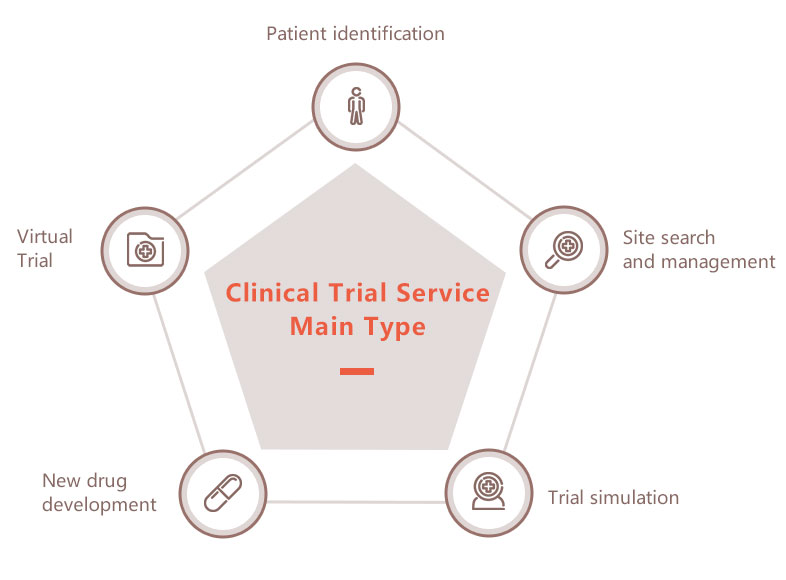 Patient identification
Virtual
Trial
Site search
and management
Clinical Trial Service
Main Type
New drug
development
Trial simulation